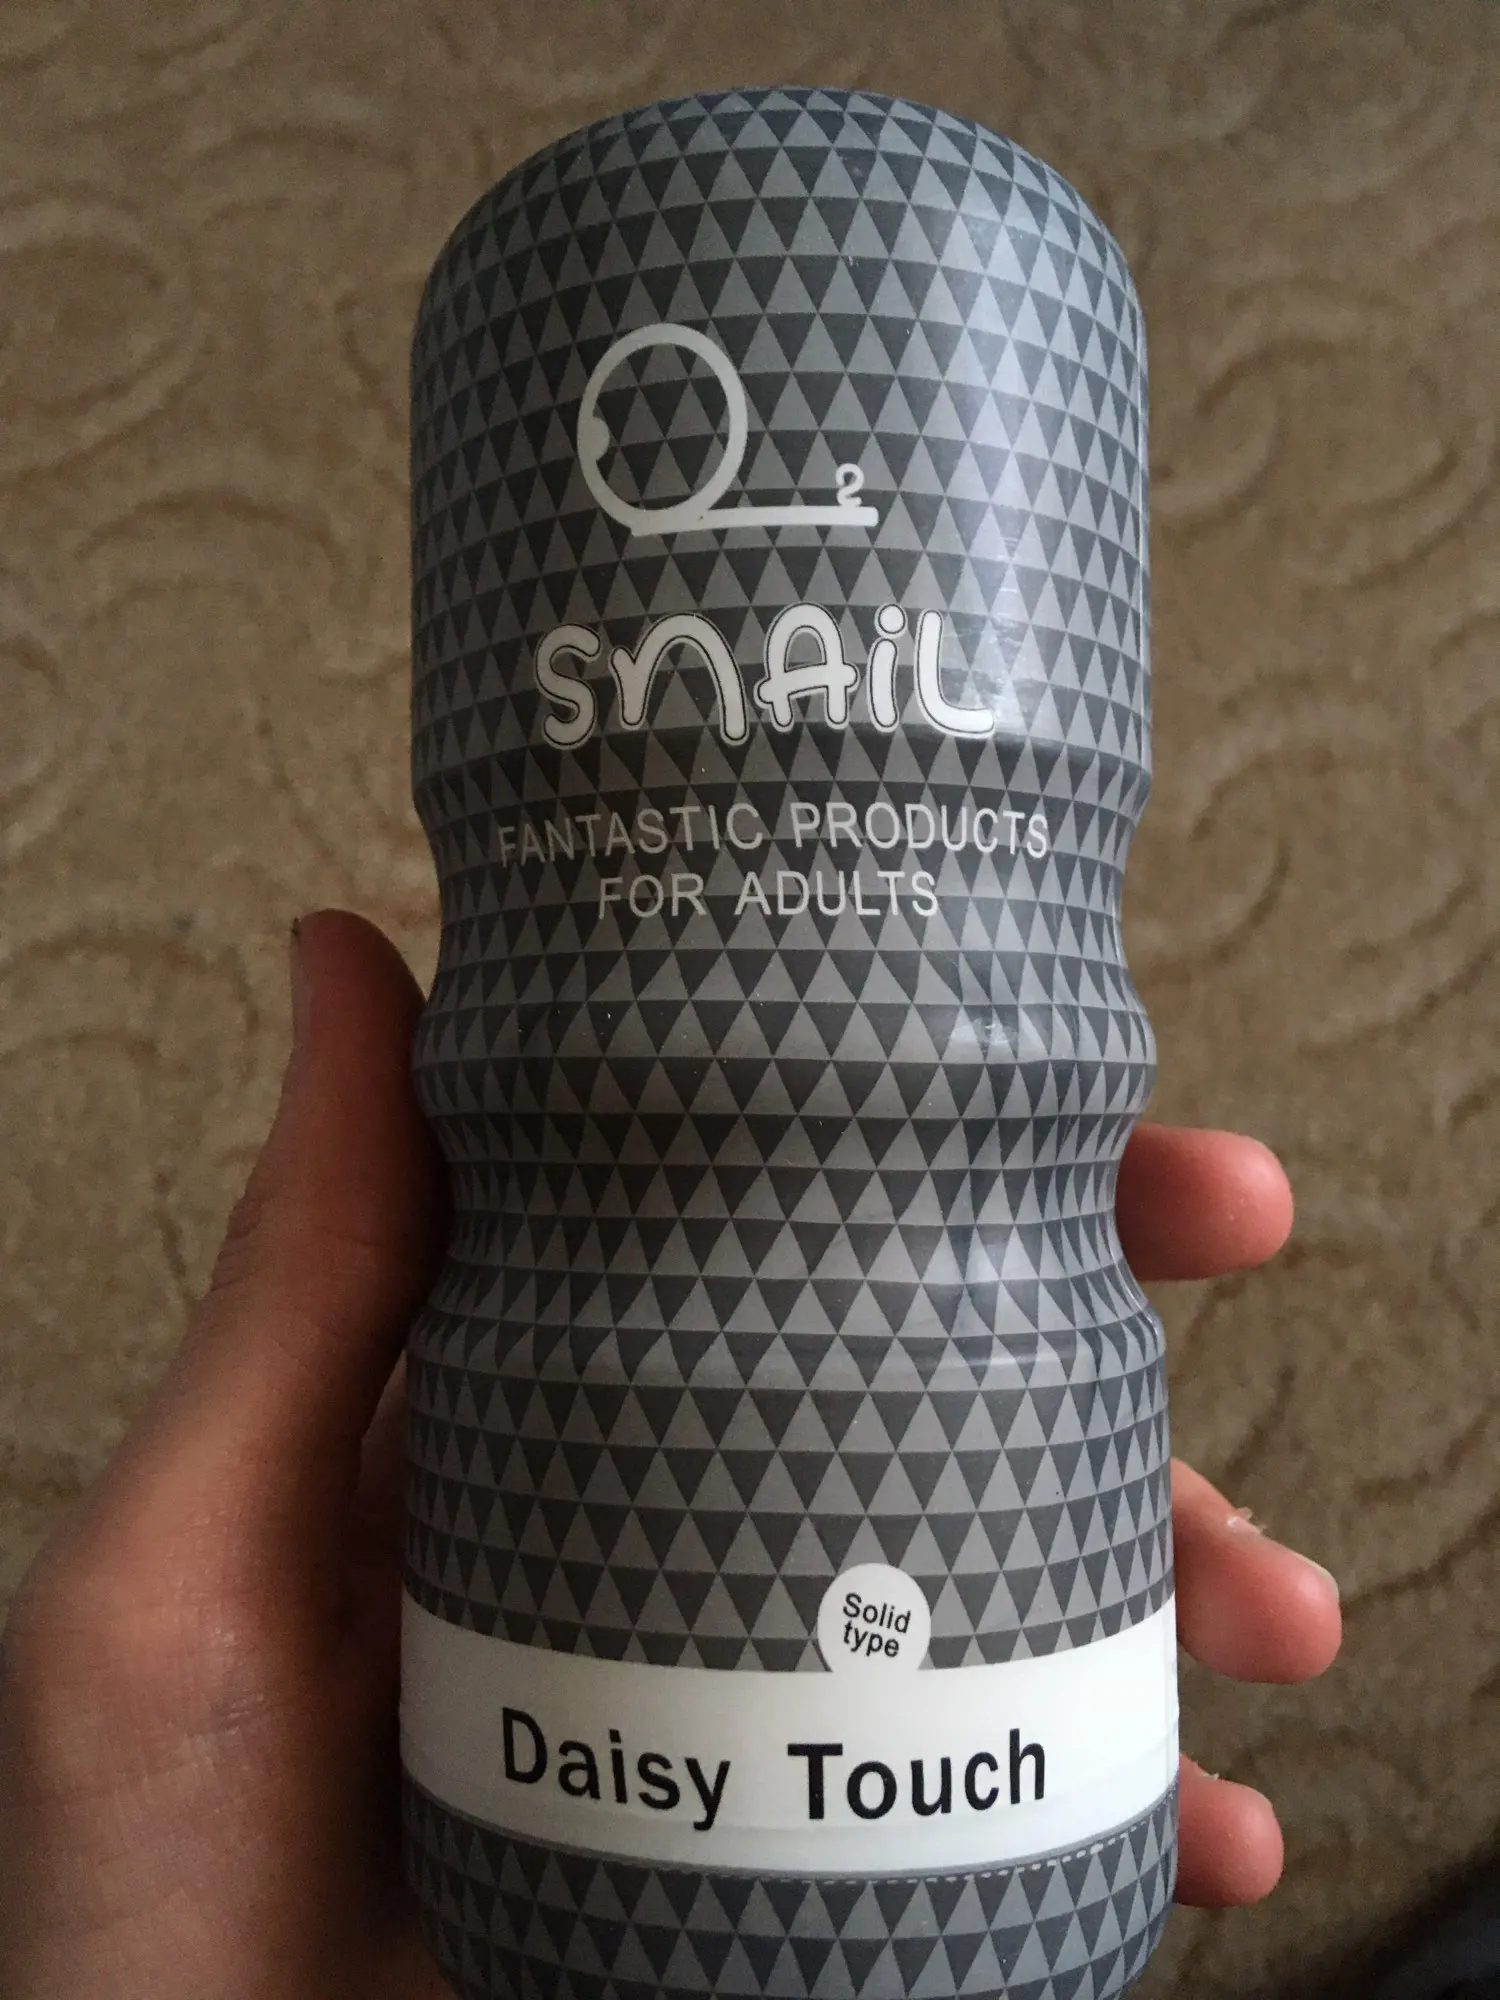 snAiL
FANTASTIC PRODUCTS
FOR ADULTS
Solid
type
Daisy Touch